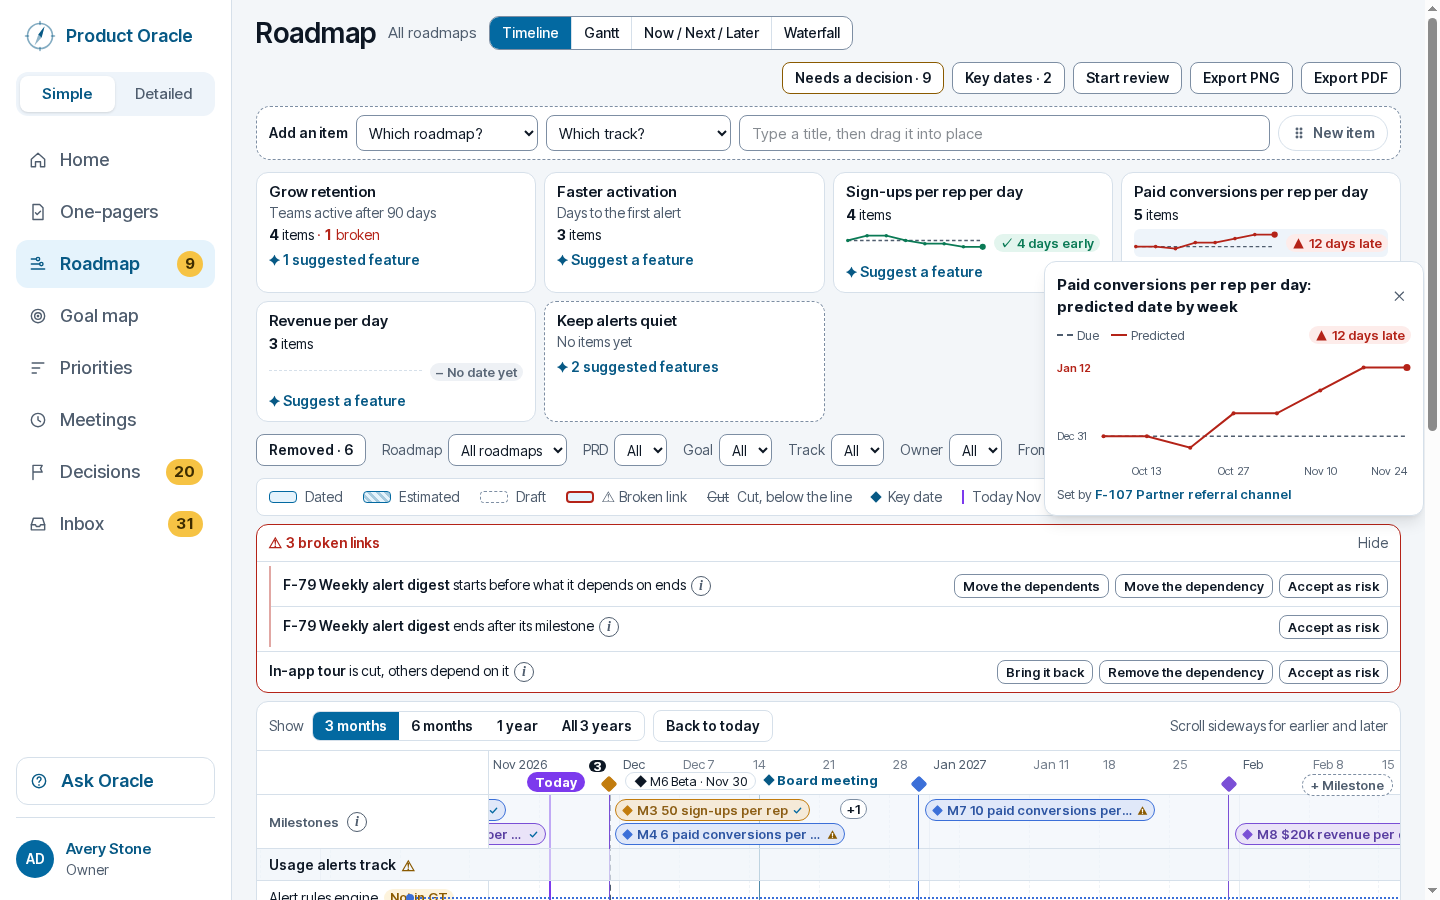 Product Oracle
Simple
Detailed
Home
One-pagers
Roadmap
9
Goal map
Priorities
Meetings
Decisions
20
Inbox
31
Ask Oracle
AD
Avery Stone
Owner
Roadmap
All roadmaps
Timeline
Gantt
Now / Next / Later
Waterfall
Needs a decision · 9
Key dates · 2
Start review
Export PNG
Export PDF
Add an item
Which roadmap?
Which track?
Type a title, then drag it into place
New item
Grow retention
Teams active after 90 days
4 items · 1 broken
1 suggested feature
Faster activation
Days to the first alert
3 items
Suggest a feature
Sign-ups per rep per day
4 items
✓ 4 days early
Suggest a feature
Paid conversions per rep per day
5 items
▲ 12 days late
Revenue per day
3 items
– No date yet
Suggest a feature
Keep alerts quiet
No items yet
2 suggested features
Paid conversions per rep per day:
predicted date by week
Due
Predicted
▲ 12 days late
Jan 12
Dec 31
Oct 13
Oct 27
Nov 10
Nov 24
Set by F-107 Partner referral channel
Removed · 6
Roadmap
All roadmaps
PRD
All
Goal
All
Track
All
Owner
All
From
Dated
Estimated
Draft
⚠ Broken link
Cut
Cut, below the line
Key date
Today Nov
⚠ 3 broken links
Hide
F-79 Weekly alert digest starts before what it depends on ends
i
Move the dependents
Move the dependency
Accept as risk
F-79 Weekly alert digest ends after its milestone
i
Accept as risk
In-app tour is cut, others depend on it
i
Bring it back
Remove the dependency
Accept as risk
Show
3 months
6 months
1 year
All 3 years
Back to today
Scroll sideways for earlier and later
Nov 2026
3
Dec
Dec 7
14
21
28
Jan 2027
Jan 11
18
25
Feb
Feb 8
15
Today
M6 Beta · Nov 30
Board meeting
+ Milestone
Milestones
i
M3 50 sign-ups per rep
+1
M7 10 paid conversions per...
per ...
M4 6 paid conversions per ...
M8 $20k revenue per
Usage alerts track ⚠
Alert rules engine